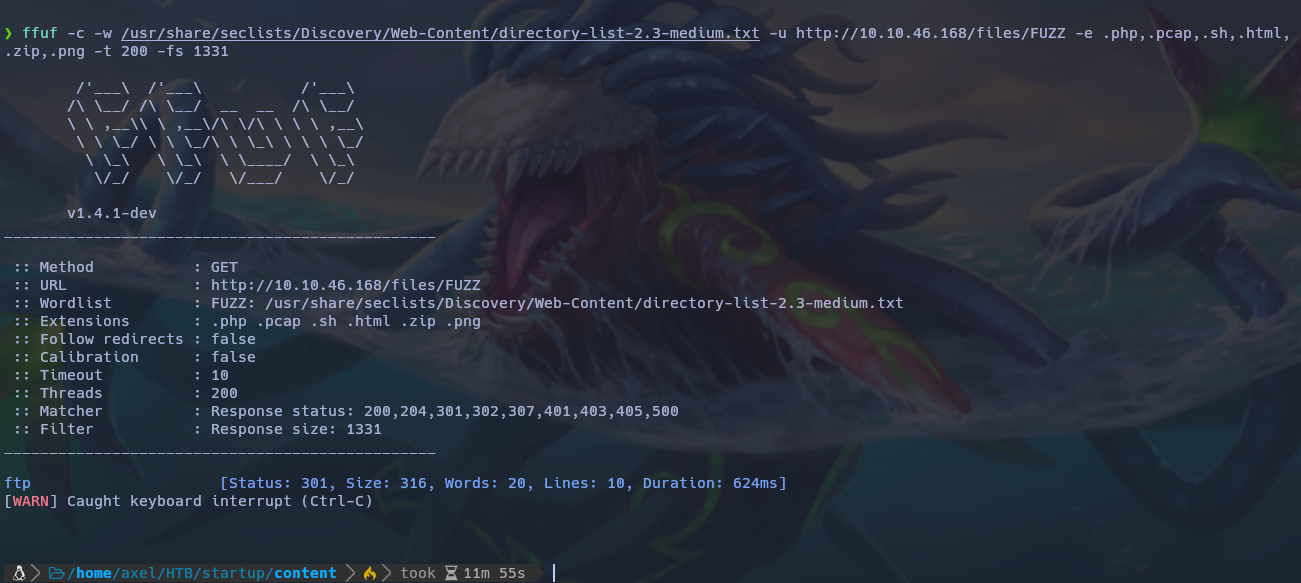 ❯ ffuf -c -w /usr/share/seclists/Discovery/Web-Content/directory-list-2.3-medium.txt -u http://10.10.46.168/files/FUZZ -e .php,.pcap,.sh,.html,
.zip,.png -t 200 -fs 1331
        /'___\  /'___\           /'___\
       /\ \__/ /\ \__/  __  __  /\ \__/
       \ \ ,__\\ \ ,__\/\ \/\ \ \ \ ,__\
        \ \ \_/ \ \ \_/\ \ \_\ \ \ \ \_/
         \ \_\   \ \_\  \ \____/  \ \_\
          \/_/    \/_/   \/___/    \/_/
       v1.4.1-dev
________________________________________________
 :: Method           : GET
 :: URL              : http://10.10.46.168/files/FUZZ
 :: Wordlist         : FUZZ: /usr/share/seclists/Discovery/Web-Content/directory-list-2.3-medium.txt
 :: Extensions       : .php .pcap .sh .html .zip .png
 :: Follow redirects : false
 :: Calibration      : false
 :: Timeout          : 10
 :: Threads          : 200
 :: Matcher          : Response status: 200,204,301,302,307,401,403,405,500
 :: Filter           : Response size: 1331
________________________________________________
ftp                     [Status: 301, Size: 316, Words: 20, Lines: 10, Duration: 624ms]
[WARN] Caught keyboard interrupt (Ctrl-C)
/home/axel/HTB/startup/content took 11m 55s